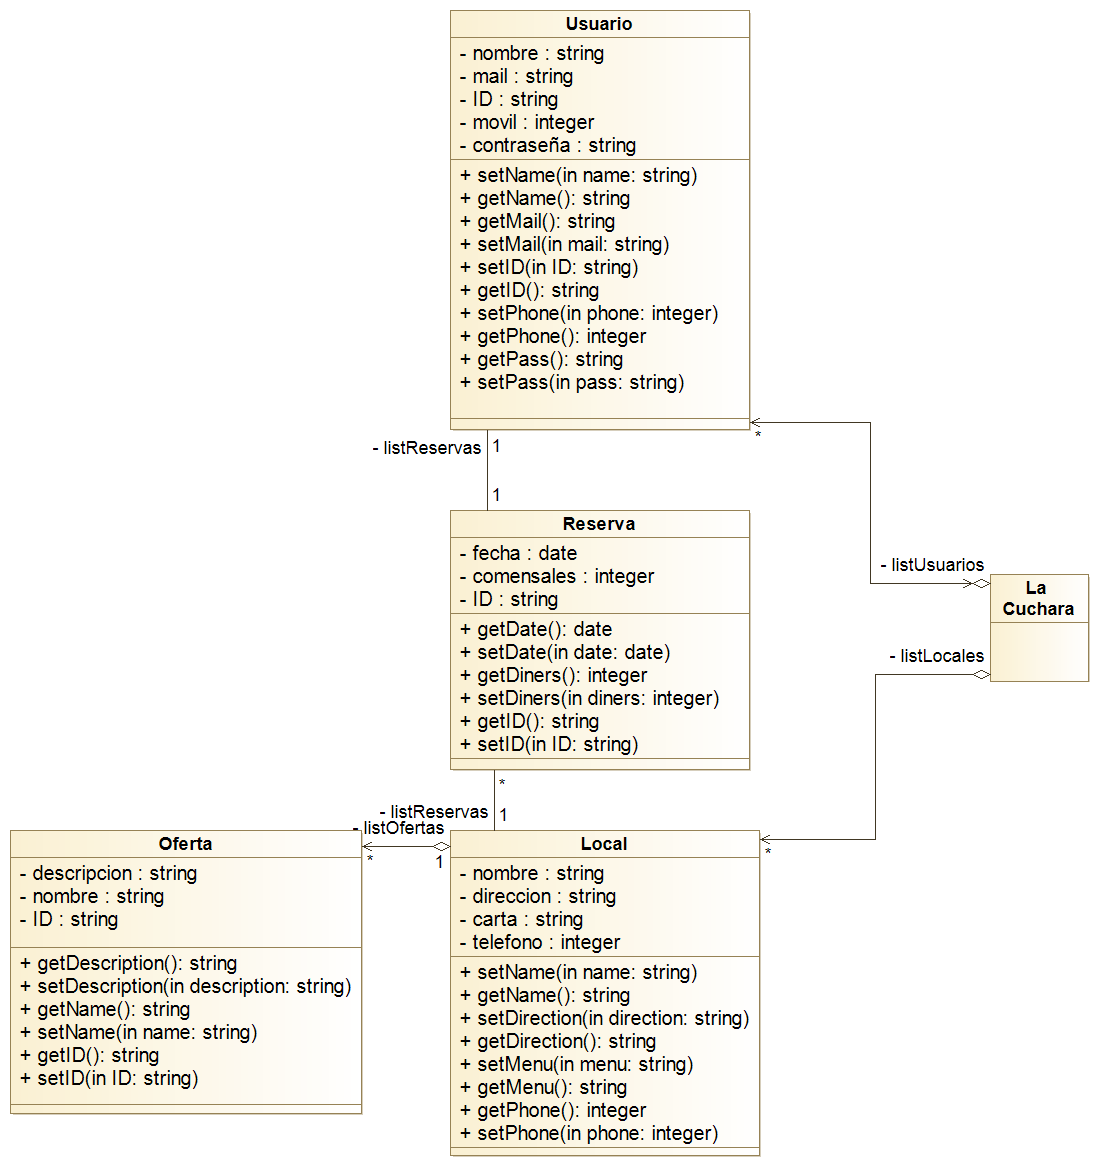 Usuario
- nombre : string
- mail : string
- ID : string
- movil : integer
- contraseña : string
+ setName(in name: string)
+ getName(): string
+ getMail(): string
+ setMail(in mail: string)
+ setID(in ID: string)
+ getID(): string
+ setPhone(in phone: integer)
+ getPhone(): integer
+ getPass(): string
+ setPass(in pass: string)
*
- listReservas
1
1
Reserva
- fecha : date
- comensales : integer
- ID : string
+ getDate(): date
+ setDate(in date: date)
+ getDiners(): integer
+ setDiners(in diners: integer)
+ getID(): string
+ setID(in ID: string)
- listUsuarios
La
Cuchara
- listLocales
*
- listReservas
1
- listOfertas
*
1
*
Oferta
- descripcion : string
- nombre : string
- ID : string
+ getDescription(): string
+ setDescription(in description: string)
+ getName(): string
+ setName(in name: string)
+ getID(): string
+ setID(in ID: string)
Local
- nombre : string
- direccion : string
- carta : string
- telefono : integer
+ setName(in name: string)
+ getName(): string
+ setDirection(in direction: string)
+ getDirection(): string
+ setMenu(in menu: string)
+ getMenu(): string
+ getPhone(): integer
+ setPhone(in phone: integer)